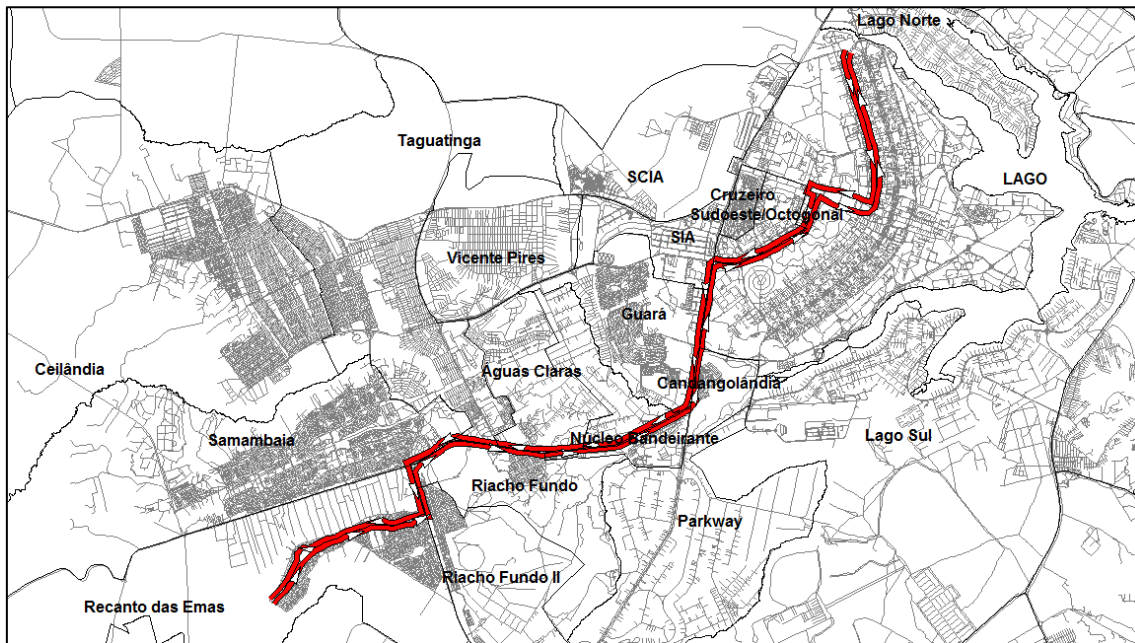 Lago Norte
Taguatinga
SCIA
LAGO
Cruzeiro
Sudoeste/Octogonal
SIA
Vicente Pires
Guará
Ceilândia
Águas Claras
Candangolândia
Samambaia
Núcleo Bandeirante
Lago Sul
Riacho Fundo
Parkway
Riacho Fundo II
Recanto das Emas